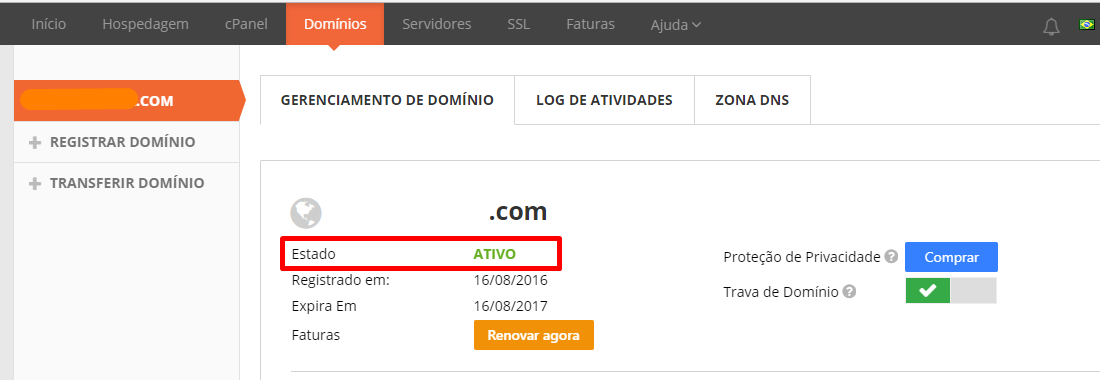 Início Hospedagem cPanel Domínios Servidores SSL Faturas Ajuda
.COM
REGISTRAR DOMÍNIO
TRANSFERIR DOMÍNIO
GERENCIAMENTO DE DOMÍNIO LOG DE ATIVIDADES ZONA DNS
.com
Estado ATIVO
Registrado em: 16/08/2016
Expira Em 16/08/2017
Faturas Renovar agora
Proteção de Privacidade ? Comprar
Trava de Domínio ?